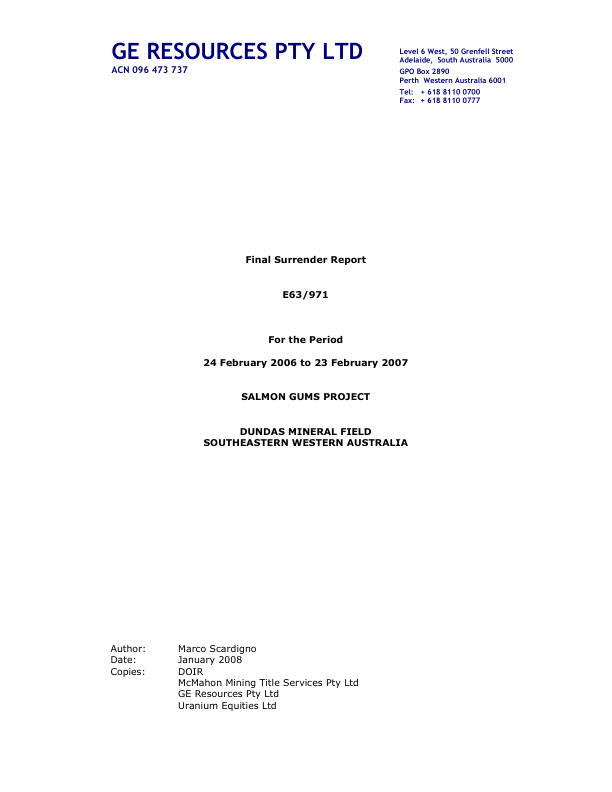 GE RESOURCES PTY LTD
ACN 096 473 737
Level 6 West, 50 Grenfell Street
Adelaide, South Australia 5000
GPO Box 2890
Perth Western Australia 6001
Tel: + 618 8110 0700
Fax: + 618 8110 0777
Final Surrender Report
E63/971
For the Period
24 February 2006 to 23 February 2007
SALMON GUMS PROJECT
DUNDAS MINERAL FIELD
SOUTHEASTERN WESTERN AUSTRALIA
Author: Marco Scardigno
Date: January 2008
Copies: DOIR
McMahon Mining Title Services Pty Ltd
GE Resources Pty Ltd
Uranium Equities Ltd